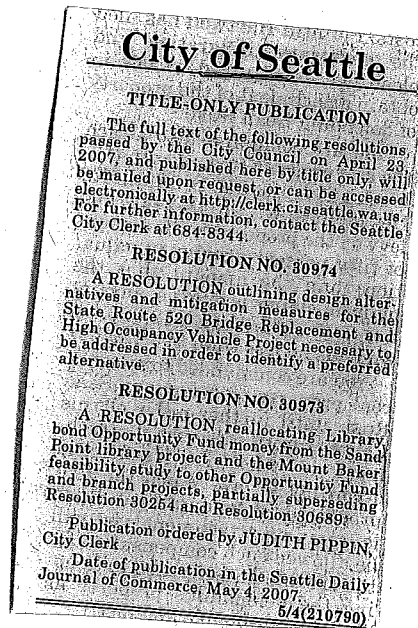 City of Seattle
TITLE-ONLY PUBLICATION
The full text of the following resolutions
passed by the City Council on April 23,
2007, and published here by title only, will
be mailed upon request, or can be accessed
electronically at http://clerk.ci.seattle.wa.us.
For further information, contact the Seattle
City Clerk at 684-8344.
RESOLUTION NO. 30974
A RESOLUTION outlining design alter-
natives and mitigation measures for the
State Route 520 Bridge Replacement and
High Occupancy Vehicle Project necessary to
be addressed in order to identify a preferred
alternative.
RESOLUTION NO. 30973
A RESOLUTION reallocating Library
bond Opportunity Fund money from the Sand
Point library project and the Mount Baker
feasibility study to other Opportunity Fund
and branch projects, partially superseding
Resolution 30254 and Resolution 30689.
Publication ordered by JUDITH PIPPIN,
City Clerk
Date of publication in the Seattle Daily
Journal of Commerce, May 4, 2007.
5/4(210790)